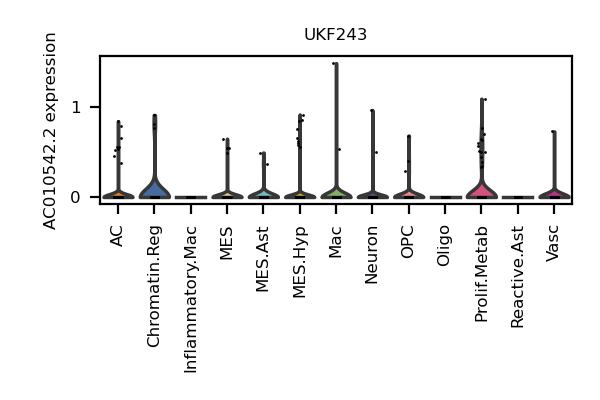 UKF243
AC010542.2 expression
1
0
AC
Chromatin.Reg
Inflammatory.Mac
MES
MES.Ast
MES.Hyp
Mac
Neuron
OPC
Oligo
Prolif.Metab
Reactive.Ast
Vasc